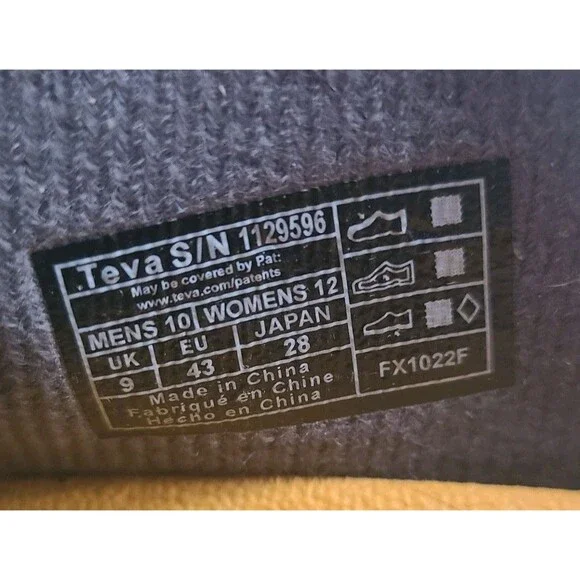 Teva S/N 1129596
May be covered by Pat:
www.teva.com/patents
MENS 10 WOMENS 12
UK EU JAPAN
9 43 28
Made in China
Fabriqué en Chine
Hecho en China
FX1022F